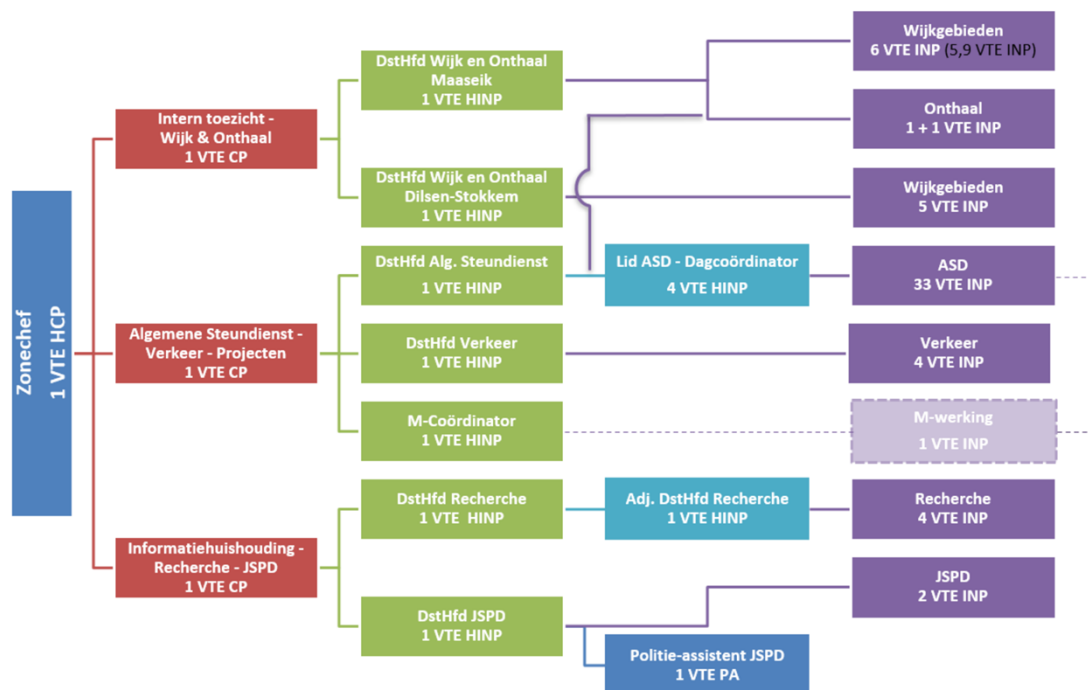 Zonechef
1 VTE HCP
Intern toezicht -
Wijk & Onthaal
1 VTE CP
Algemene Steundienst -
Verkeer - Projecten
1 VTE CP
Informatiehuishouding -
Recherche - JSPD
1 VTE CP
DstHfd Wijk en Onthaal
Maaseik
1 VTE HINP
DstHfd Wijk en Onthaal
Dilsen-Stokkem
1 VTE HINP
DstHfd Alg. Steundienst
1 VTE HINP
DstHfd Verkeer
1 VTE HINP
M-Coördinator
1 VTE HINP
DstHfd Recherche
1 VTE HINP
DstHfd JSPD
1 VTE HINP
Lid ASD - Dagcoördinator
4 VTE HINP
Adj. DstHfd Recherche
1 VTE HINP
Politie-assistent JSPD
1 VTE PA
Wijkgebieden
6 VTE INP (5,9 VTE INP)
Onthaal
1 + 1 VTE INP
Wijkgebieden
5 VTE INP
ASD
33 VTE INP
Verkeer
4 VTE INP
M-werking
1 VTE INP
Recherche
4 VTE INP
JSPD
2 VTE INP